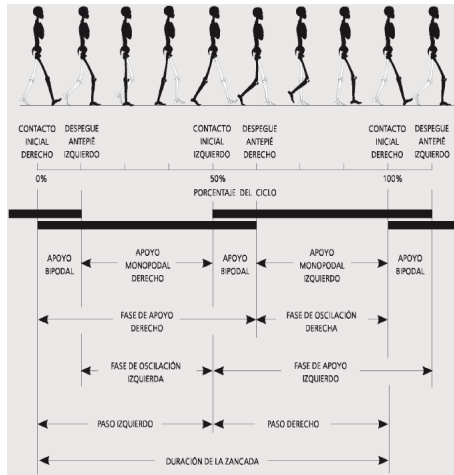 CONTACTO DESPEGUE CONTACTO DESPEGUE CONTACTO DESPEGUE
INICIAL ANTEPIÉ INICIAL ANTEPIÉ INICIAL ANTEPIÉ
DERECHO IZQUIERDO IZQUIERDO DERECHO DERECHO IZQUIERDO
0% 50% 100%
PORCENTAJE DEL CICLO
APOYO APOYO APOYO APOYO APOYO
BIPODAL MONOPODAL BIPODAL MONOPODAL BIPODAL
DERECHO IZQUIERDO
FASE DE APOYO FASE DE OSCILACIÓN
DERECHO DERECHA
FASE DE OSCILACIÓN FASE DE APOYO
IZQUIERDA IZQUIERDO
PASO IZQUIERDO PASO DERECHO
DURACIÓN DE LA ZANCADA